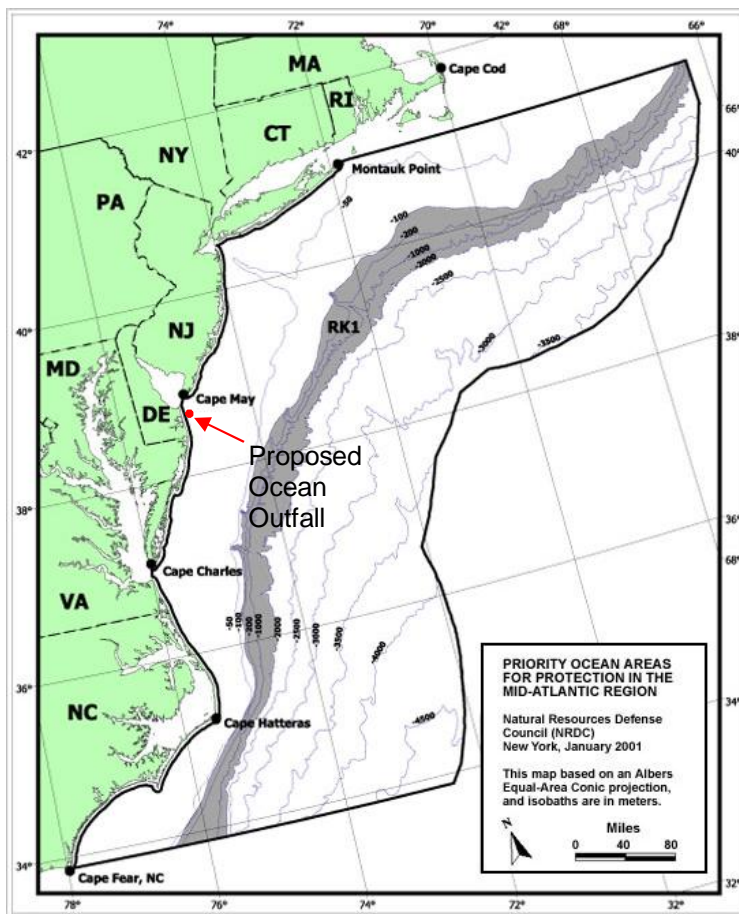 74°
72°
70°
68°
66°
MA
Cape Cod
RI
CT
66°
42°
NY
40°
Montauk Point
PA
-50
-100
-200
-1000
-2000
-2500
RK1
-3000
-3500
40°
NJ
38°
MD
Cape May
DE
Proposed
Ocean
Outfall
38°
36°
68°
Cape Charles
VA
-50
-100
-200
-1000
-2000
-2500
-3000
-3500
-4000
36°
NC
Cape Hatteras
-4500
34°
PRIORITY OCEAN AREAS
FOR PROTECTION IN THE
MID-ATLANTIC REGION
Natural Resources Defense
Council (NRDC)
New York, January 2001
This map based on an Albers
Equal-Area Conic projection,
and isobaths are in meters.
N
Miles
0 40 80
34°
Cape Fear, NC
32°
78°
76°
74°
72°
32°